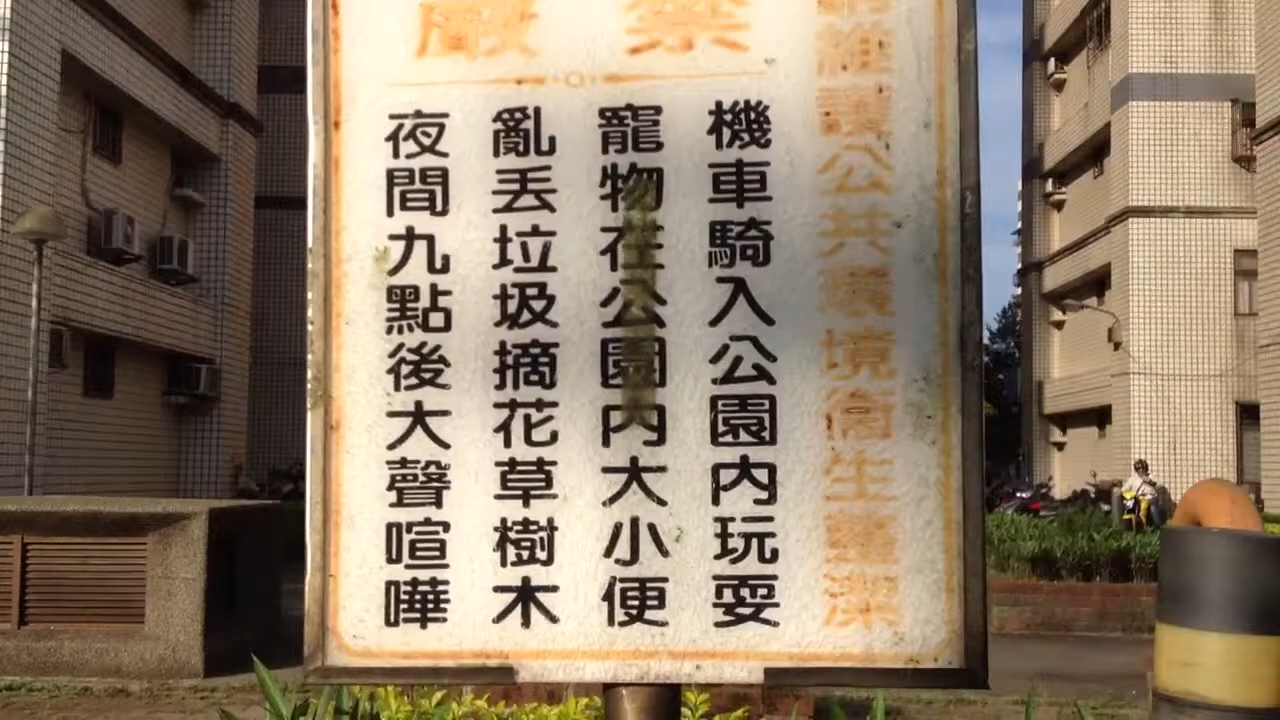 維護公共環境衛生整潔
嚴禁
機車騎入公園內玩耍
寵物在公園內大小便
亂丟垃圾摘花草樹木
夜間九點後大聲喧嘩